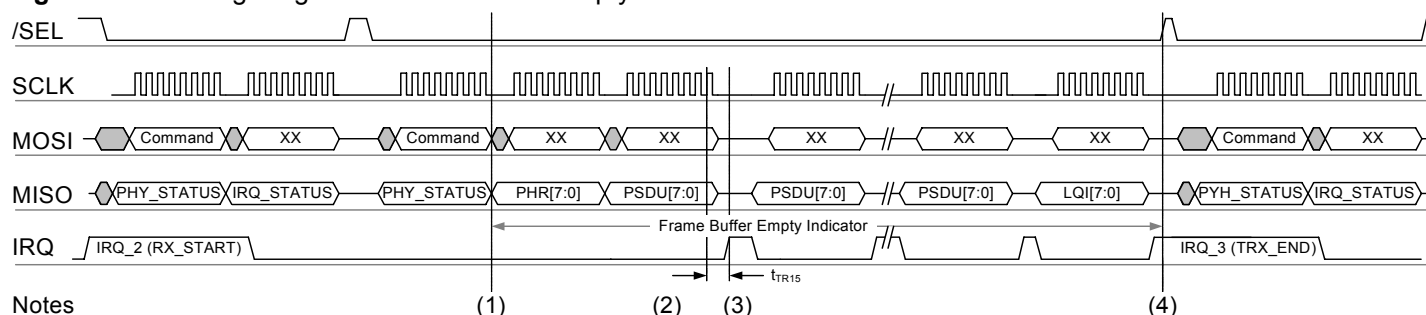 /SEL
SCLK
MOSI Command XX Command XX XX XX XX XX Command XX
MISO PHY_STATUS IRQ_STATUS PHY_STATUS PHR[7:0] PSDU[7:0] PSDU[7:0] PSDU[7:0] LQI[7:0] PYH_STATUS IRQ_STATUS
Frame Buffer Empty Indicator
IRQ IRQ_2 (RX_START) IRQ_3 (TRX_END)
tTR15
Notes (1) (2) (3) (4)